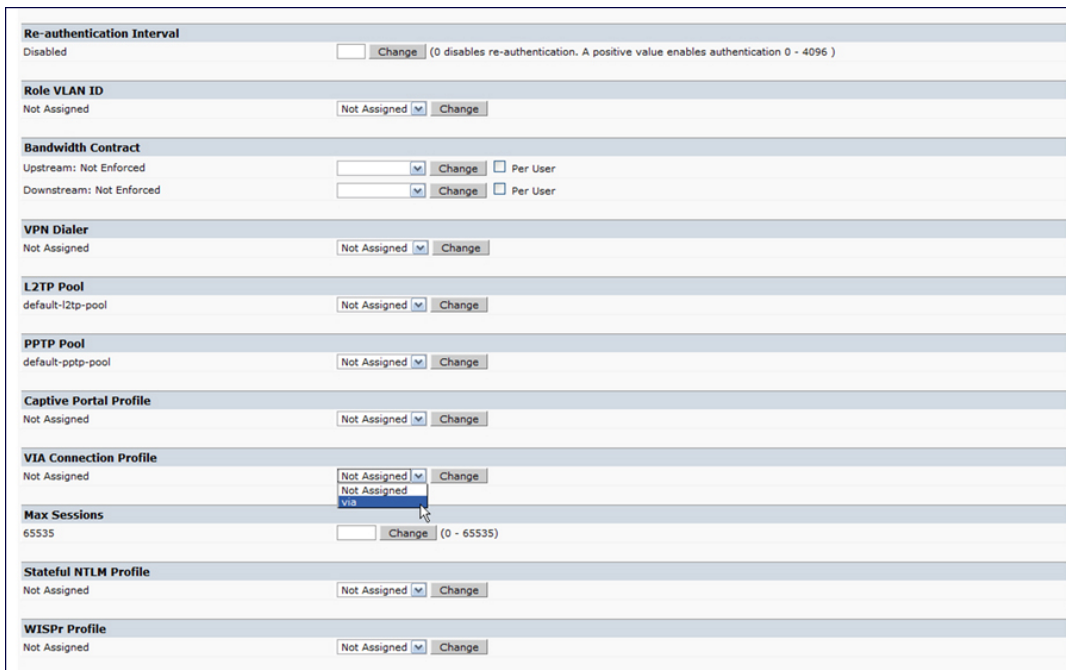 Re-authentication Interval
Disabled Change (0 disables re-authentication. A positive value enables authentication 0 - 4096 )
Role VLAN ID
Not Assigned Not Assigned Change
Bandwidth Contract
Upstream: Not Enforced Change Per User
Downstream: Not Enforced Change Per User
VPN Dialer
Not Assigned Not Assigned Change
L2TP Pool
default-l2tp-pool Not Assigned Change
PPTP Pool
default-pptp-pool Not Assigned Change
Captive Portal Profile
Not Assigned Not Assigned Change
VIA Connection Profile
Not Assigned Not Assigned Change
Not Assigned
via
Max Sessions
65535 Change (0 - 65535)
Stateful NTLM Profile
Not Assigned Not Assigned Change
WISPr Profile
Not Assigned Not Assigned Change